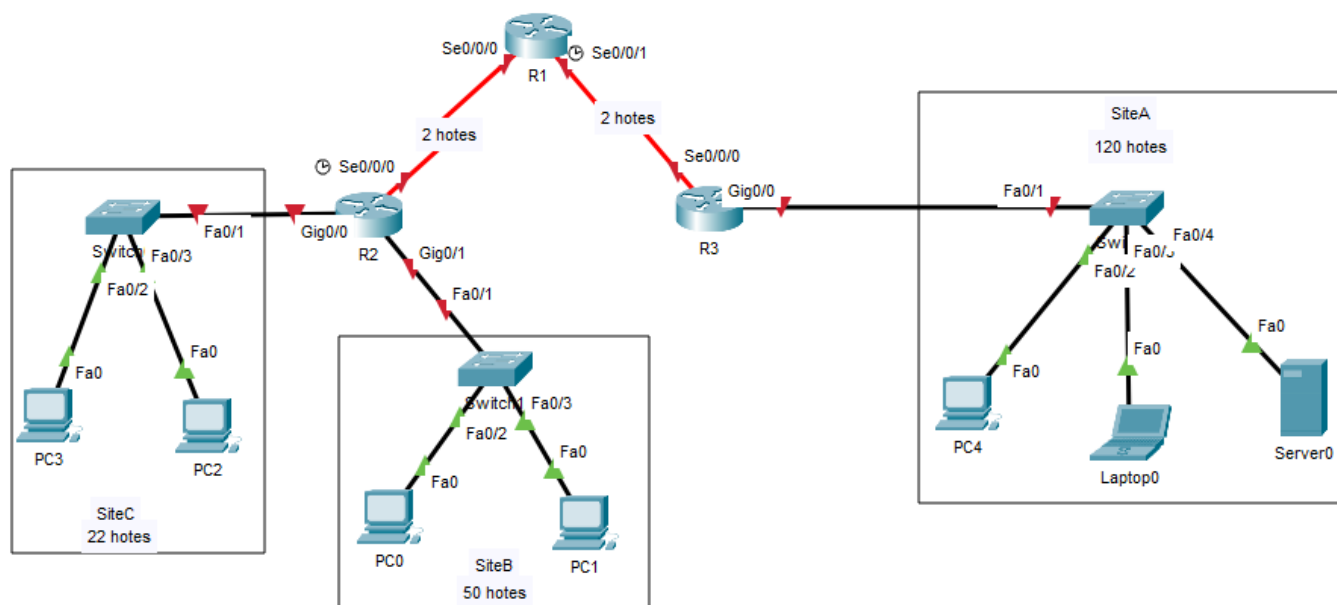 Se0/0/0
Se0/0/1
R1
2 hotes
2 hotes
SiteA
120 hotes
Se0/0/0
Se0/0/0
Gig0/0
Fa0/1
R2
R3
Fa0/1
Gig0/0
Switch
Fa0/3
Fa0/2
Gig0/1
Fa0/1
Swi
Fa0/4
Fa0/2
Fa0
Fa0
PC3
PC2
Switch1
Fa0/3
Fa0/2
Fa0
Fa0
PC0
PC1
Fa0
Fa0
Fa0
PC4
Laptop0
Server0
SiteC
22 hotes
SiteB
50 hotes